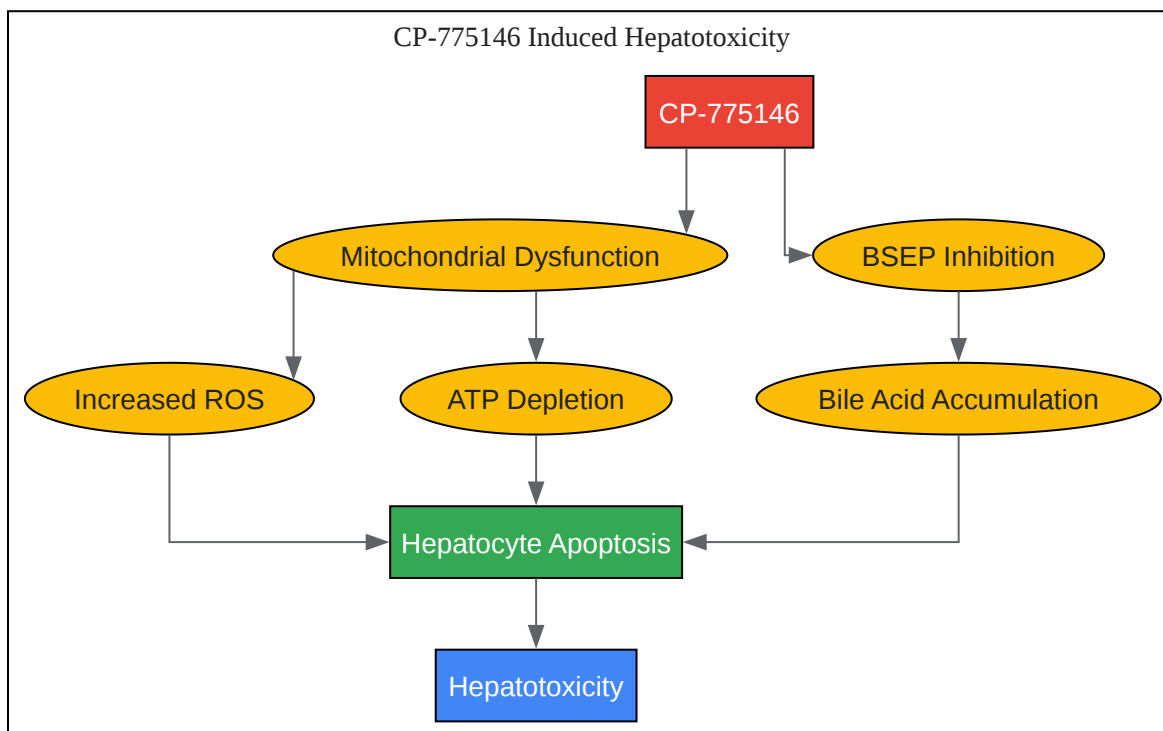 CP-775146 Induced Hepatotoxicity
CP-775146
Mitochondrial Dysfunction
BSEP Inhibition
Increased ROS
ATP Depletion
Bile Acid Accumulation
Hepatocyte Apoptosis
Hepatotoxicity